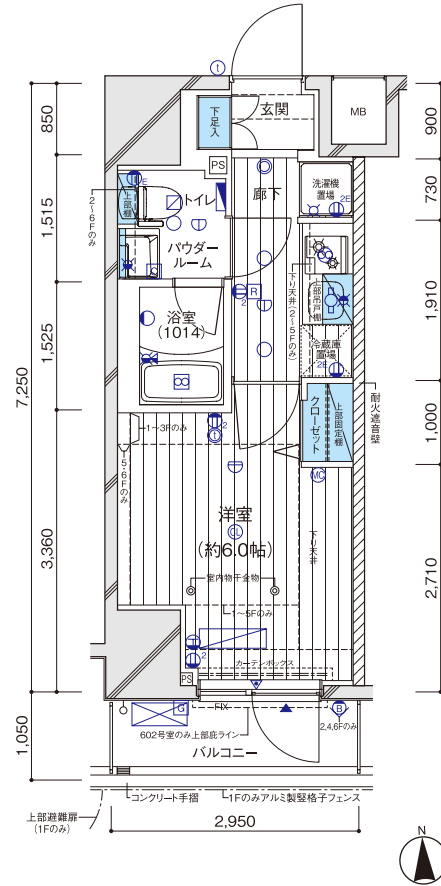 t
850
1,515
1,525
3,360
7,250
1,050
900
730
1,910
1,000
2,710
2,950
玄関
下足入
MB
PS
トイレ
E
上部棚
2～6Fのみ
パウダー
ルーム
廊下
洗濯機
置場
2E
下り天井(2～5Fのみ)
上部吊戸棚
2
R
浴室
(1014)
冷蔵庫
置場
2E
クローゼット
上部固定棚
耐火遮音壁
1～3Fのみ
5・6Fのみ
2
t
MC
洋室
CL
(約6.0帖)
下り天井
室内物干金物
1～5Fのみ
2
カーテンボックス
PS
FIX
G
B
2,4,6Fのみ
602号室のみ上部庇ライン
バルコニー
コンクリート手摺
1Fのみアルミ製竪格子フェンス
上部避難扉
(1Fのみ)
N